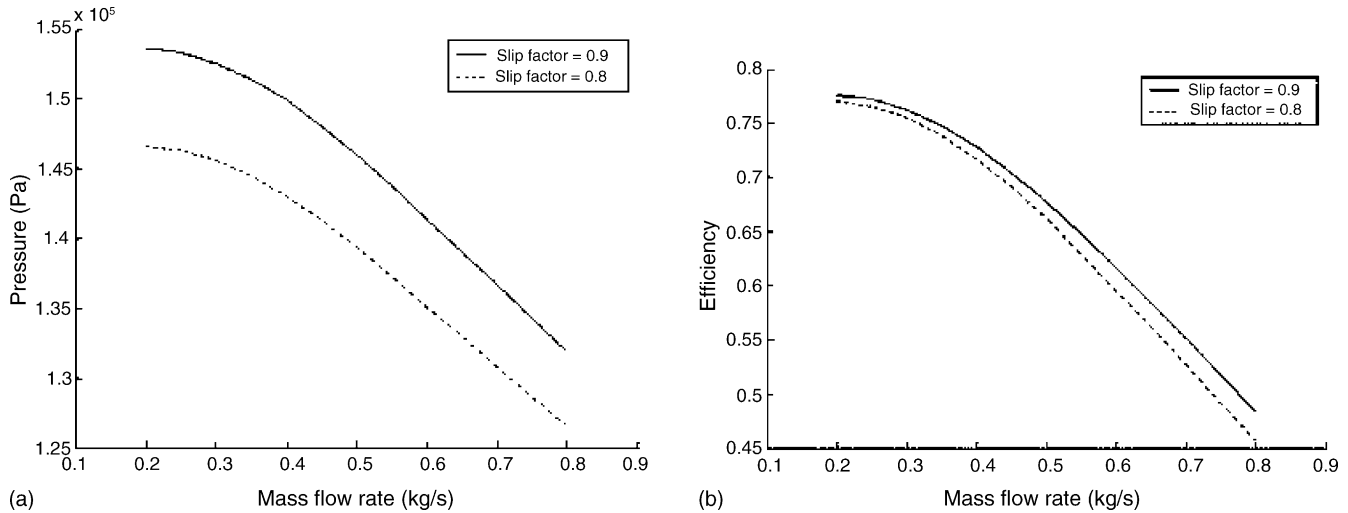 x 10⁵
1.55
1.5
1.45
1.4
1.35
1.3
1.25
0.1 0.2 0.3 0.4 0.5 0.6 0.7 0.8 0.9
Pressure (Pa)
Slip factor = 0.9
Slip factor = 0.8
(a) Mass flow rate (kg/s)
0.8
0.75
0.7
0.65
0.6
0.55
0.5
0.45
0.1 0.2 0.3 0.4 0.5 0.6 0.7 0.8 0.9
Efficiency
Slip factor = 0.9
Slip factor = 0.8
(b) Mass flow rate (kg/s)